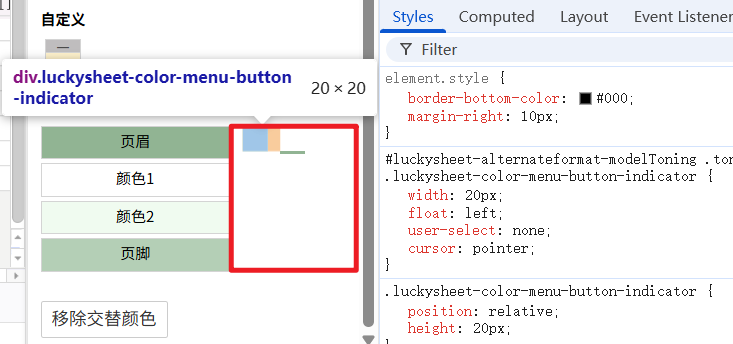 自定义
div.luckysheet-color-menu-button
-indicator
20 × 20
页眉
颜色1
颜色2
页脚
移除交替颜色
Styles
Computed
Layout
Event Listener
Filter
element.style {
border-bottom-color: #000;
margin-right: 10px;
}
#luckysheet-alternateformat-modelToning .to
.luckysheet-color-menu-button-indicator {
width: 20px;
float: left;
user-select: none;
cursor: pointer;
}
.luckysheet-color-menu-button-indicator {
position: relative;
height: 20px;